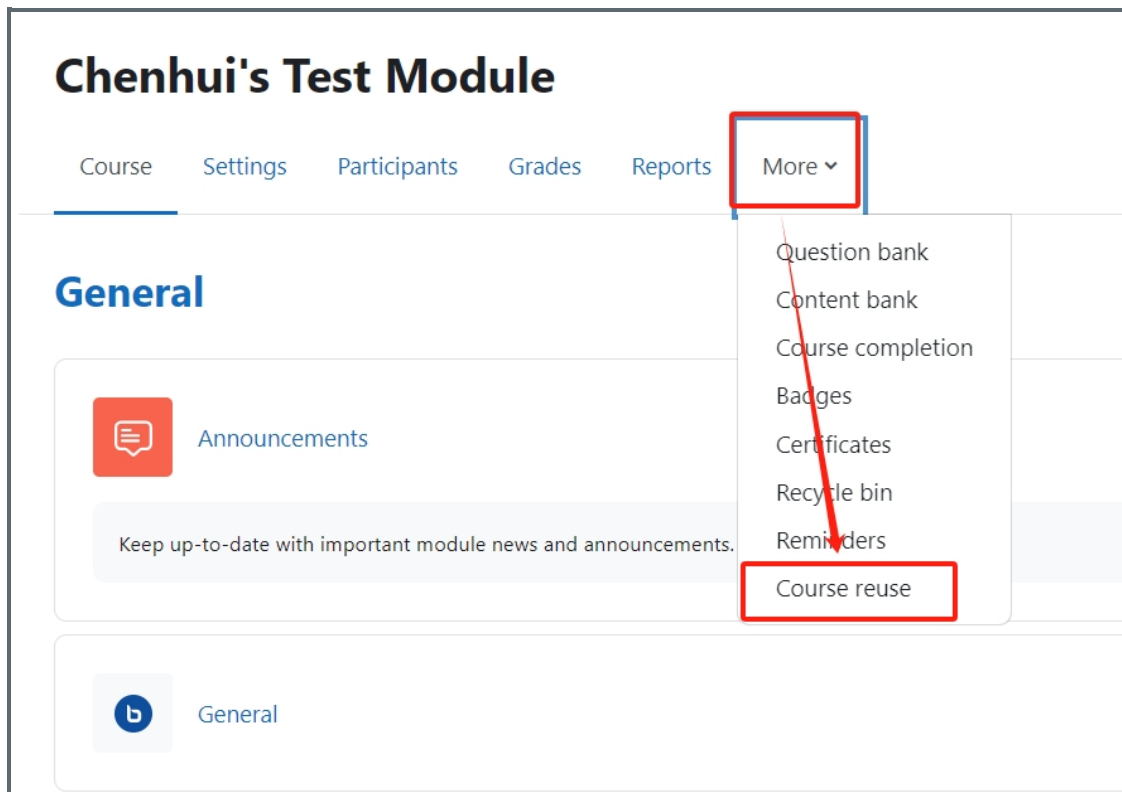 Chenhui's Test Module
Course Settings Participants Grades Reports More
Question bank
Content bank
Course completion
Badges
Certificates
Recycle bin
Reminders
Course reuse
General
Announcements
Keep up-to-date with important module news and announcements.
General